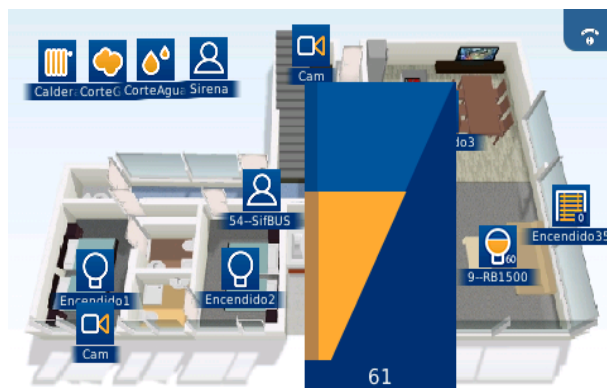 Cam
Calder
CorteG
CorteAgua
Sirena
do3
54--SifBUS
0
Encendido35
60
9--RB1500
Encendido1
Encendido2
Cam
61